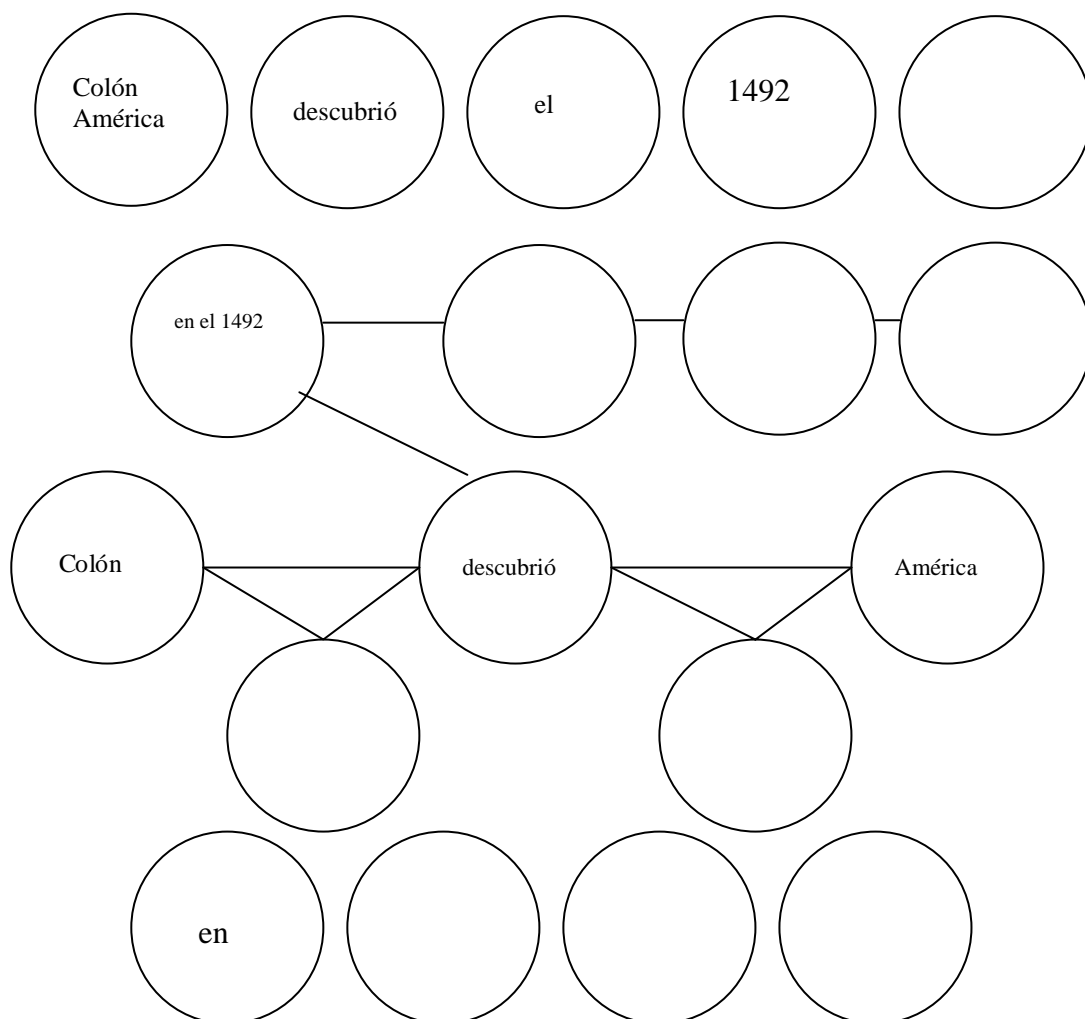 Colón
América
descubrió
el
1492
en el 1492
Colón
descubrió
América
en